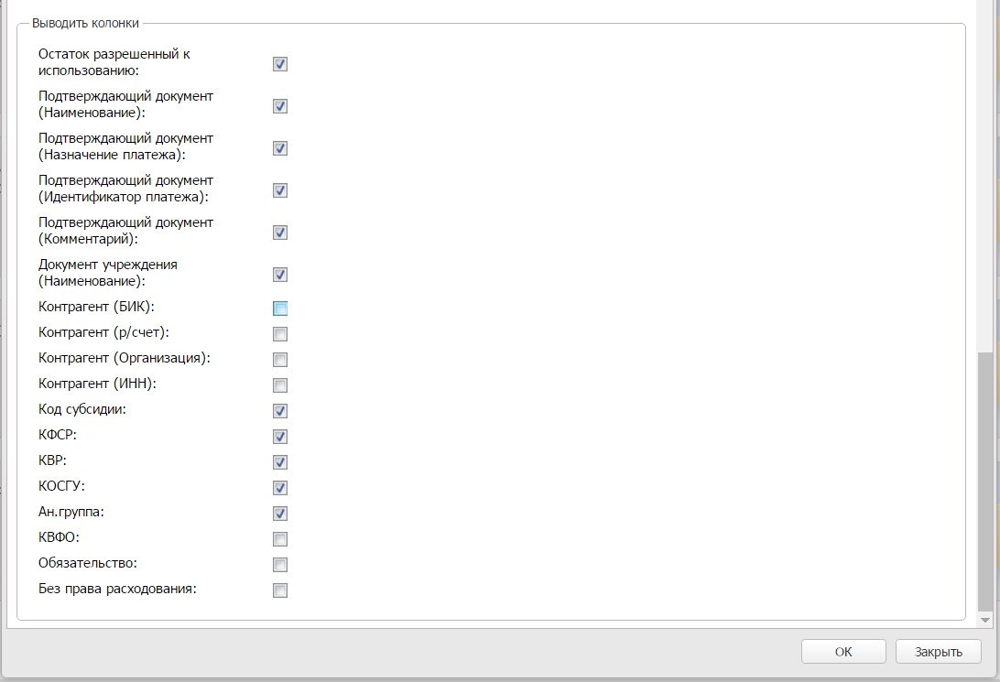 Выводить колонки
Остаток разрешенный к
использованию:
Подтверждающий документ
(Наименование):
Подтверждающий документ
(Назначение платежа):
Подтверждающий документ
(Идентификатор платежа):
Подтверждающий документ
(Комментарий):
Документ учреждения
(Наименование):
Контрагент (БИК):
Контрагент (р/счет):
Контрагент (Организация):
Контрагент (ИНН):
Код субсидии:
КФСР:
КВР:
КОСГУ:
Ан.группа:
КВФО:
Обязательство:
Без права расходования:
ОК Закрыть